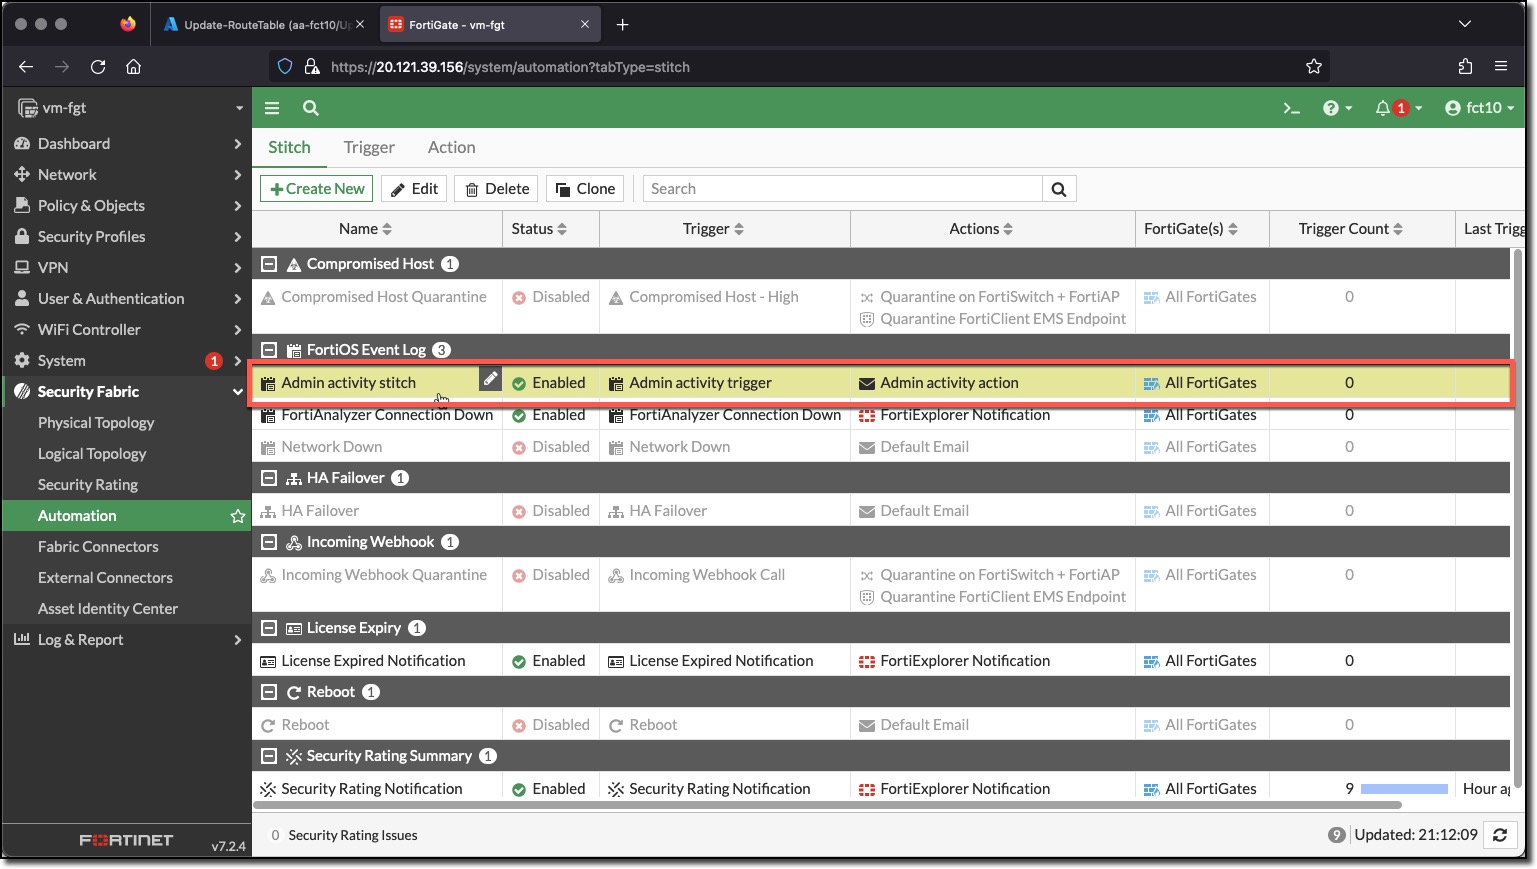 Update-RouteTable (aa-fct10/U
FortiGate - vm-fgt
https://20.121.39.156/system/automation?tabType=stitch
vm-fgt
1
fct10
Dashboard
Network
Policy & Objects
Security Profiles
VPN
User & Authentication
WiFi Controller
System 1
Security Fabric
Physical Topology
Logical Topology
Security Rating
Automation
Fabric Connectors
External Connectors
Asset Identity Center
Log & Report
FORTINET
v7.2.4
Stitch Trigger Action
Create New Edit Delete Clone Search
Name Status Trigger Actions FortiGate(s) Trigger Count Last Trigg
Compromised Host 1
Compromised Host Quarantine Disabled Compromised Host - High Quarantine on FortiSwitch + FortiAP All FortiGates 0
Quarantine FortiClient EMS Endpoint
FortiOS Event Log 3
Admin activity stitch Enabled Admin activity trigger Admin activity action All FortiGates 0
FortiAnalyzer Connection Down Enabled FortiAnalyzer Connection Down FortiExplorer Notification All FortiGates 0
Network Down Disabled Network Down Default Email All FortiGates 0
HA Failover 1
HA Failover Disabled HA Failover Default Email All FortiGates 0
Incoming Webhook 1
Incoming Webhook Quarantine Disabled Incoming Webhook Call Quarantine on FortiSwitch + FortiAP All FortiGates 0
Quarantine FortiClient EMS Endpoint
License Expiry 1
License Expired Notification Enabled License Expired Notification FortiExplorer Notification All FortiGates 0
Reboot 1
Reboot Disabled Reboot Default Email All FortiGates 0
Security Rating Summary 1
Security Rating Notification Enabled Security Rating Notification FortiExplorer Notification All FortiGates 9 Hour ag
0 Security Rating Issues
9 Updated: 21:12:09